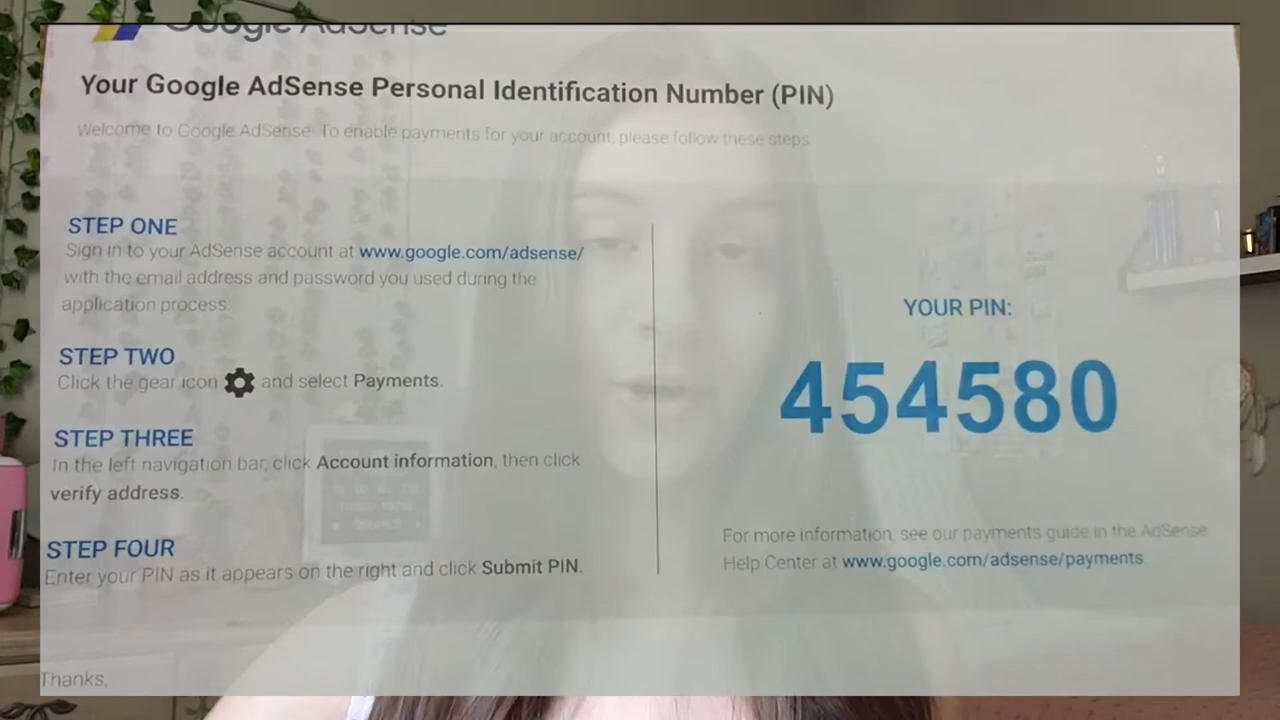 Google AdSense
Your Google AdSense Personal Identification Number (PIN)
Welcome to Google AdSense. To enable payments for your account, please follow these steps
STEP ONE
Sign in to your AdSense account at www.google.com/adsense/
with the email address and password you used during the
application process.
STEP TWO
Click the gear icon and select Payments.
STEP THREE
In the left navigation bar, click Account information, then click
verify address.
STEP FOUR
Enter your PIN as it appears on the right and click Submit PIN.
YOUR PIN:
454580
For more information, see our payments guide in the AdSense
Help Center at www.google.com/adsense/payments
Thanks,